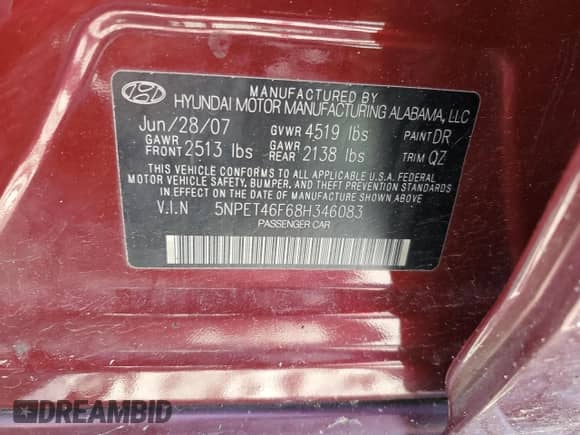 MANUFACTURED BY
HYUNDAI MOTOR MANUFACTURING ALABAMA, LLC
Jun/28/07 GVWR 4519 lbs PAINT DR
GAWR FRONT 2513 lbs GAWR REAR 2138 lbs TRIM QZ
THIS VEHICLE CONFORMS TO ALL APPLICABLE U.S.A. FEDERAL
MOTOR VEHICLE SAFETY, BUMPER, AND THEFT PREVENTION STANDARDS
IN EFFECT ON THE DATE OF MANUFACTURE SHOWN ABOVE.
V.I.N 5NPET46F68H346083
PASSENGER CAR
DREAMBID